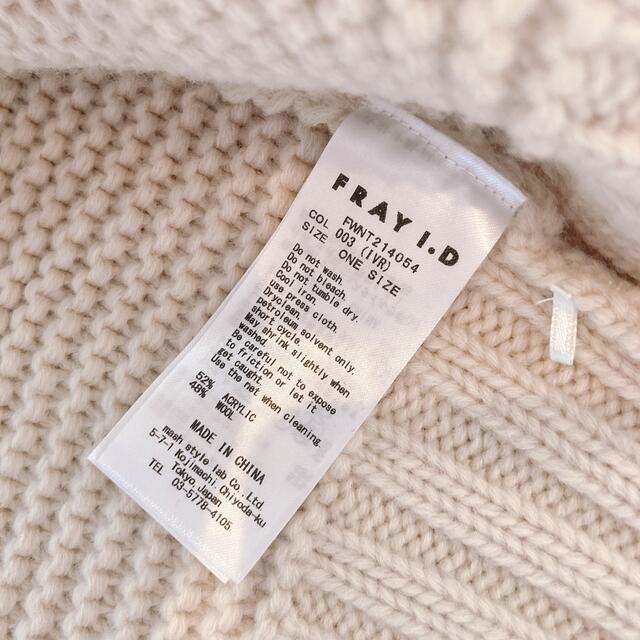 FRAY I.D
FWNT214054
COL 003 (IVR)
SIZE ONE SIZE
Do not wash.
Do not bleach.
Do not tumble dry.
Cool iron.
use press cloth.
Dryclean.
petroleum solvent only.
short cycle.
May shrink slightly when
washed.
Be careful not to expose
to friction or let it
get caught.
Use the net when cleaning.
52% ACRYLIC
48% WOOL
MADE IN CHINA
mash style lab Co.,Ltd.
5-7-1 Kojimachi,Chiyoda-ku
Tokyo,Japan
TEL 03-5778-4105